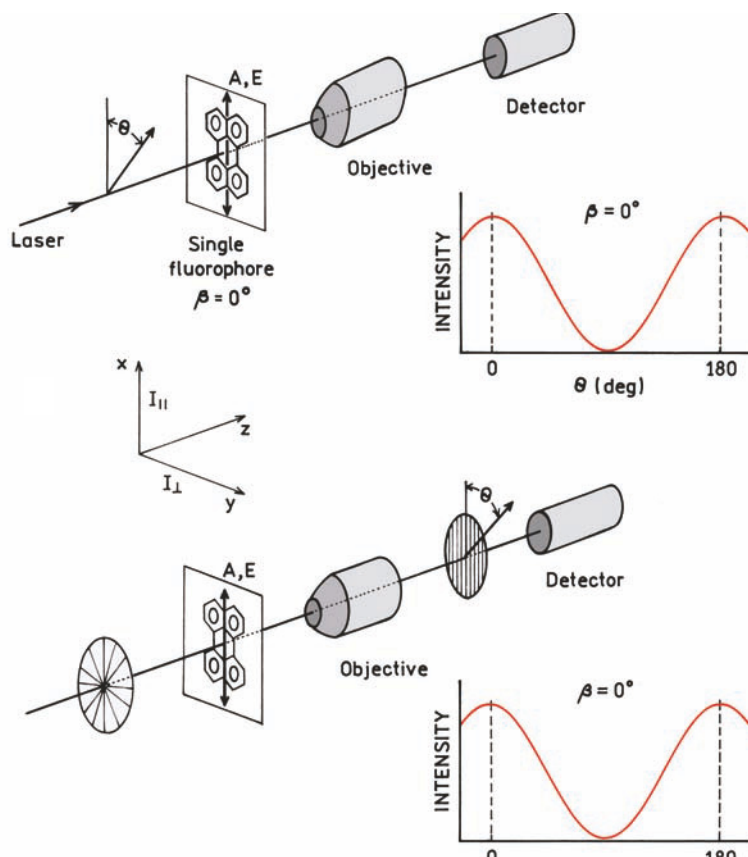 A,E
θ
Detector
Objective
Laser
Single
fluorophore
β = 0°
β = 0°
INTENSITY
0
180
θ (deg)
x
I||
z
I⊥
y
θ
A,E
Detector
Objective
β = 0°
INTENSITY
0
180